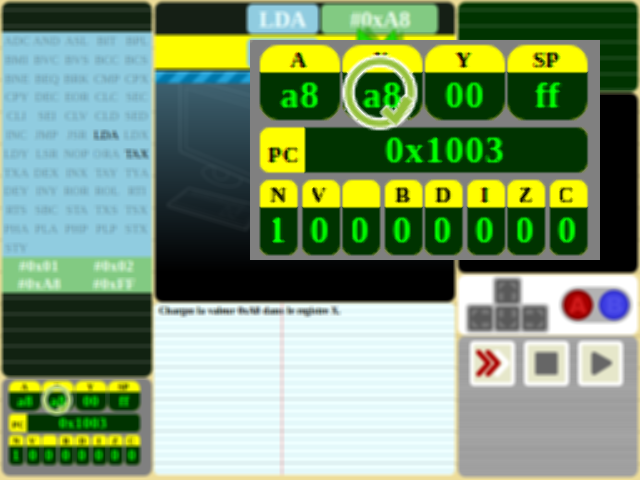 LDA #0xA8
ADC AND ASL BIT BPL
BMI BVC BVS BCC BCS
BNE BEQ BRK CMP CPX
CPY DEC EOR CLC SEC
CLI SEI CLV CLD SED
INC JMP JSR LDA LDX
LDY LSR NOP ORA TAX
TXA DEX INX TAY TYA
DEY INY ROR ROL RTI
RTS SBC STA TXS TSX
PHA PLA PHP PLP STX
STY
#0x01 #0x02
#0xA8 #0xFF
A Y SP
a8 a8 00 ff
PC 0x1003
N V B D I Z C
1 0 0 0 0 0 0 0
A B
Charger la valeur 0xA8 dans le registre X.
A Y SP
a8 a8 00 ff
PC 0x1003
N V B D I Z C
1 0 0 0 0 0 0 0